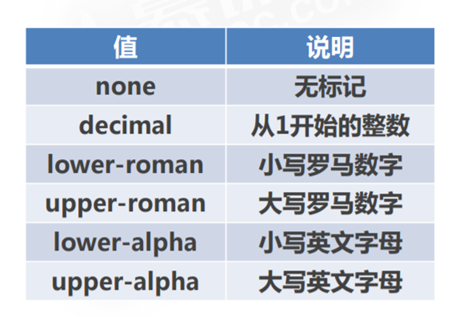 值 说明
none 无标记
decimal 从1开始的整数
lower-roman 小写罗马数字
upper-roman 大写罗马数字
lower-alpha 小写英文字母
upper-alpha 大写英文字母